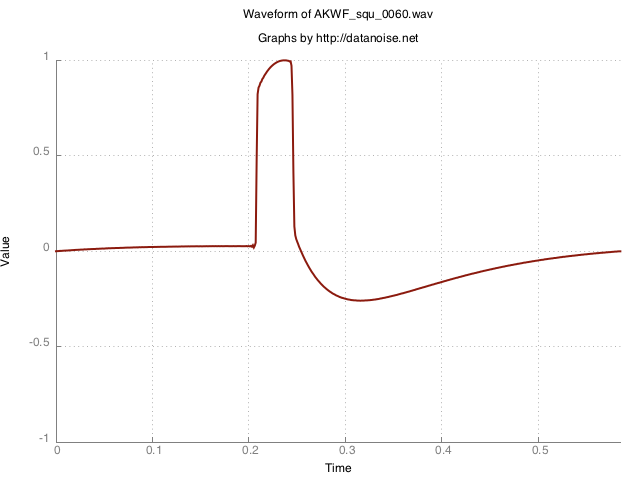 Waveform of AKWF_squ_0060.wav
Graphs by http://datanoise.net
1
0.5
0
-0.5
-1
Value
0 0.1 0.2 0.3 0.4 0.5
Time